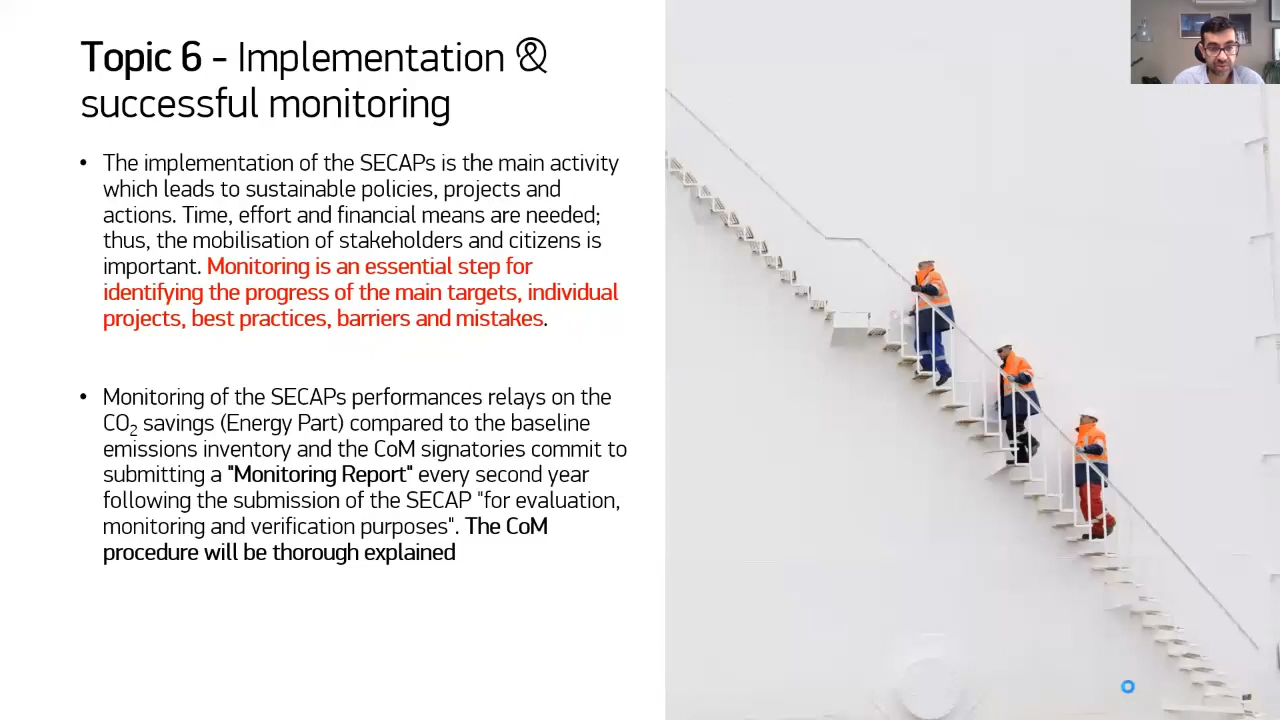 Topic 6 - Implementation &
successful monitoring
• The implementation of the SECAPs is the main activity
which leads to sustainable policies, projects and
actions. Time, effort and financial means are needed;
thus, the mobilisation of stakeholders and citizens is
important. Monitoring is an essential step for
identifying the progress of the main targets, individual
projects, best practices, barriers and mistakes.
• Monitoring of the SECAPs performances relays on the
CO₂ savings (Energy Part) compared to the baseline
emissions inventory and the CoM signatories commit to
submitting a "Monitoring Report" every second year
following the submission of the SECAP "for evaluation,
monitoring and verification purposes". The CoM
procedure will be thorough explained